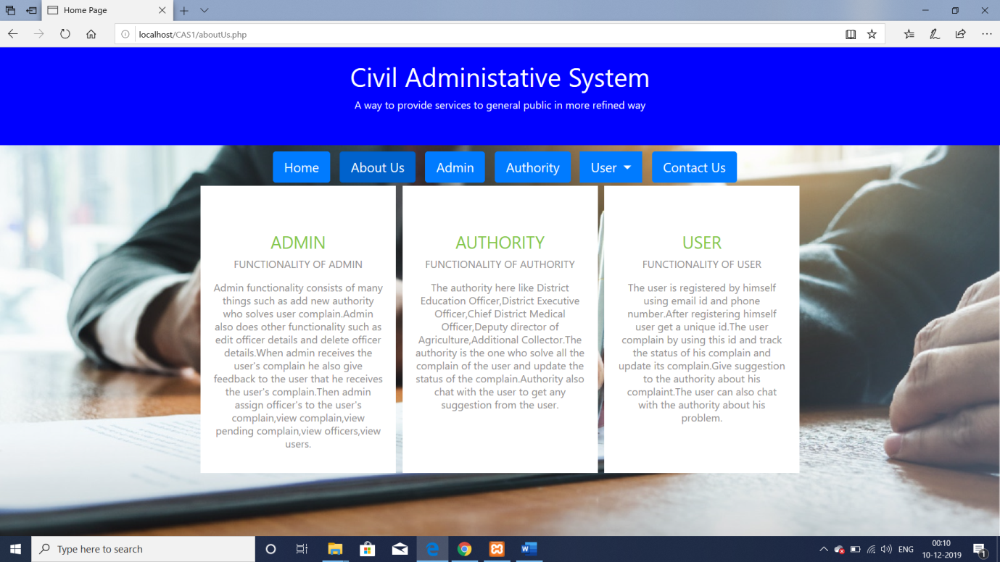 Home Page
localhost/CAS1/aboutUs.php
Civil Administative System
A way to provide services to general public in more refined way
Home
About Us
Admin
Authority
User
Contact Us
ADMIN
FUNCTIONALITY OF ADMIN
Admin functionality consists of many
things such as add new authority
who solves user complain.Admin
also does other functionality such as
edit officer details and delete officer
details.When admin receives the
user's complain he also give
feedback to the user that he receives
the user's complain.Then admin
assign officer's to the user's
complain,view complain,view
pending complain,view officers,view
users.
AUTHORITY
FUNCTIONALITY OF AUTHORITY
The authority here like District
Education Officer,District Executive
Officer,Chief District Medical
Officer,Deputy director of
Agriculture,Additional Collector.The
authority is the one who solve all the
complain of the user and update the
status of the complain.Authority also
chat with the user to get any
suggestion from the user.
USER
FUNCTIONALITY OF USER
The user is registered by himself
using email id and phone
number.After registering himself
user get a unique id.The user
complain by using this id and track
the status of his complain and
update its complain.Give suggestion
to the authority about his
complaint.The user can also chat
with the authority about his
problem.
Type here to search
ENG
00:10
10-12-2019
1